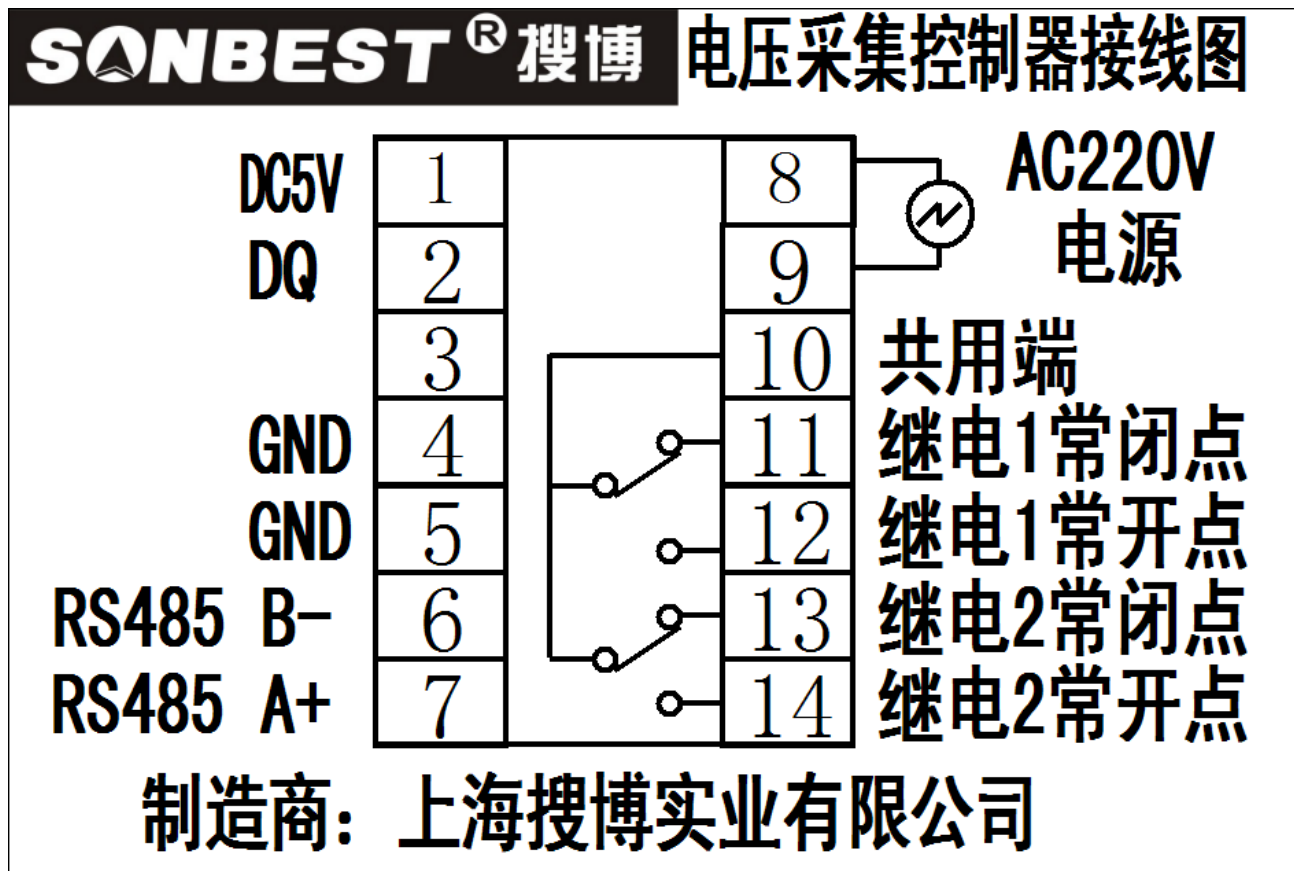 SONBEST®搜博 电压采集控制器接线图
DC5V 1 8 AC220V
电源
DQ 2 9
3 10 共用端
GND 4 11 继电1常闭点
GND 5 12 继电1常开点
RS485 B- 6 13 继电2常闭点
RS485 A+ 7 14 继电2常开点
制造商：上海搜博实业有限公司